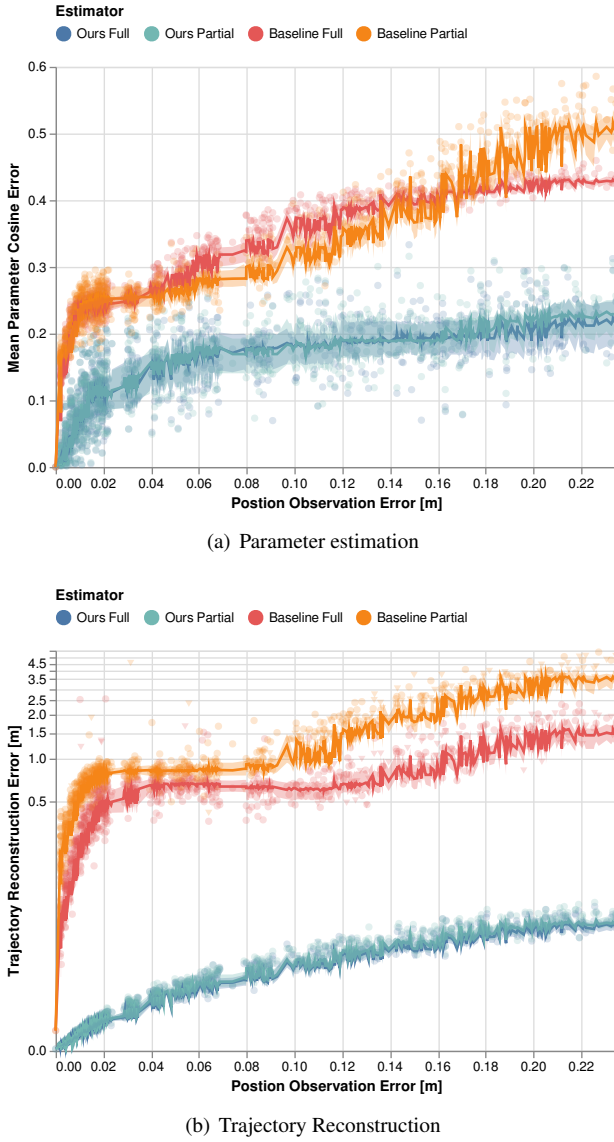 Estimator
Ours Full Ours Partial Baseline Full Baseline Partial
0.6
0.5
0.4
0.3
0.2
0.1
0.0
Mean Parameter Cosine Error
0.00 0.02 0.04 0.06 0.08 0.10 0.12 0.14 0.16 0.18 0.20 0.22
Postion Observation Error [m]
(a) Parameter estimation
Estimator
Ours Full Ours Partial Baseline Full Baseline Partial
4.5
3.5
2.5
2.0
1.5
1.0
0.5
0.0
Trajectory Reconstruction Error [m]
0.00 0.02 0.04 0.06 0.08 0.10 0.12 0.14 0.16 0.18 0.20 0.22
Postion Observation Error [m]
(b) Trajectory Reconstruction